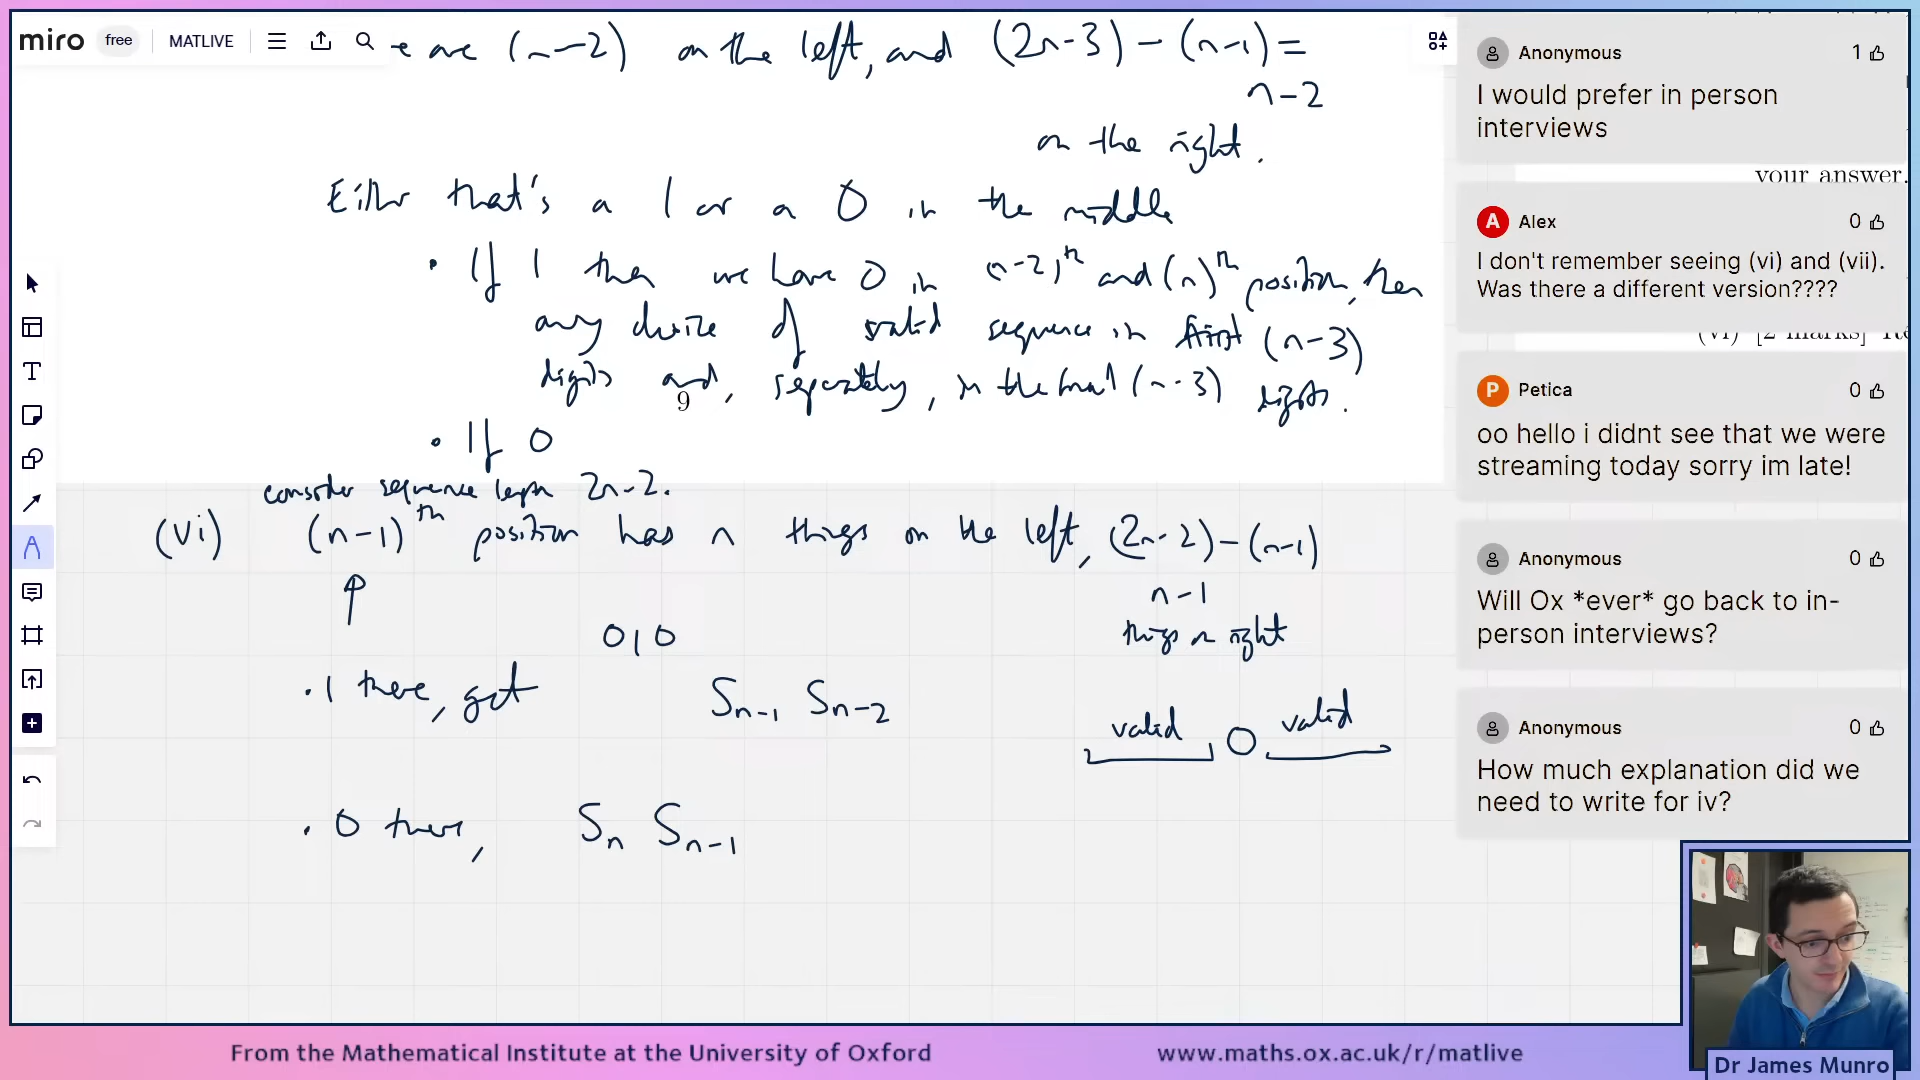 miro free MATLIVE
e are (n-2) on the left, and (2n-3) - (n-1) =
n-2
on the right.
Either that's a 1 or a 0 in the middle
• If 1 then we have 0 in (n-2)th and (n)th position, then
any choice of valid sequence in first (n-3)
digits and, separately, in the final (n-3) digits.
9
• If 0
consider sequence length 2n-2.
(vi) (n-1)th position has n things on the left, (2n-2)-(n-1)
n-1
things on right
0 1 0
• 1 there, get Sn-1 Sn-2
valid 0 valid
• 0 there, Sn Sn-1
Anonymous 1
I would prefer in person
interviews
your answer.
A Alex 0
I don't remember seeing (vi) and (vii).
Was there a different version????
P Petica 0
oo hello i didnt see that we were
streaming today sorry im late!
Anonymous 0
Will Ox *ever* go back to in-
person interviews?
Anonymous 0
How much explanation did we
need to write for iv?
From the Mathematical Institute at the University of Oxford
www.maths.ox.ac.uk/r/matlive
Dr James Munro